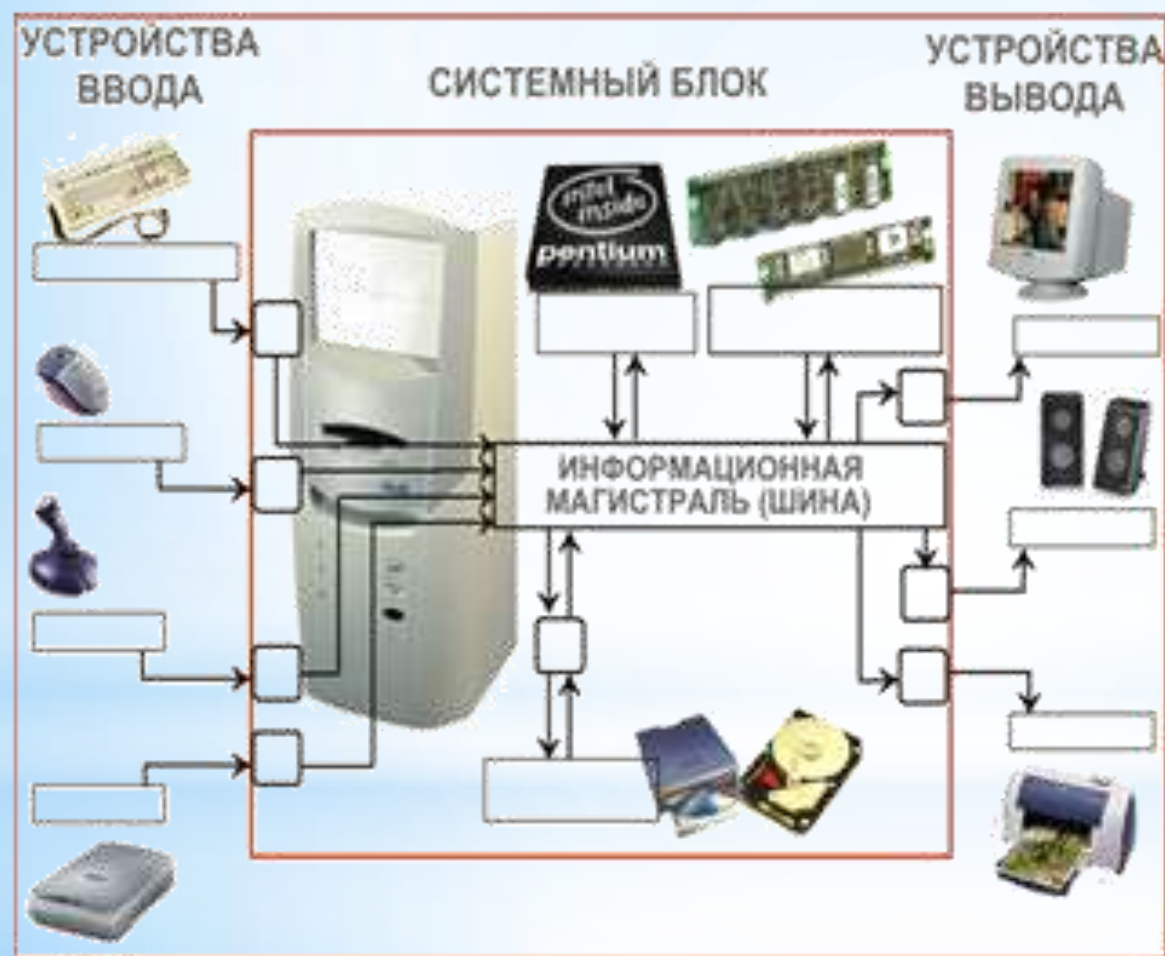 УСТРОЙСТВА
ВВОДА
СИСТЕМНЫЙ БЛОК
УСТРОЙСТВА
ВЫВОДА
intel
inside
pentium
ИНФОРМАЦИОННАЯ
МАГИСТРАЛЬ (ШИНА)